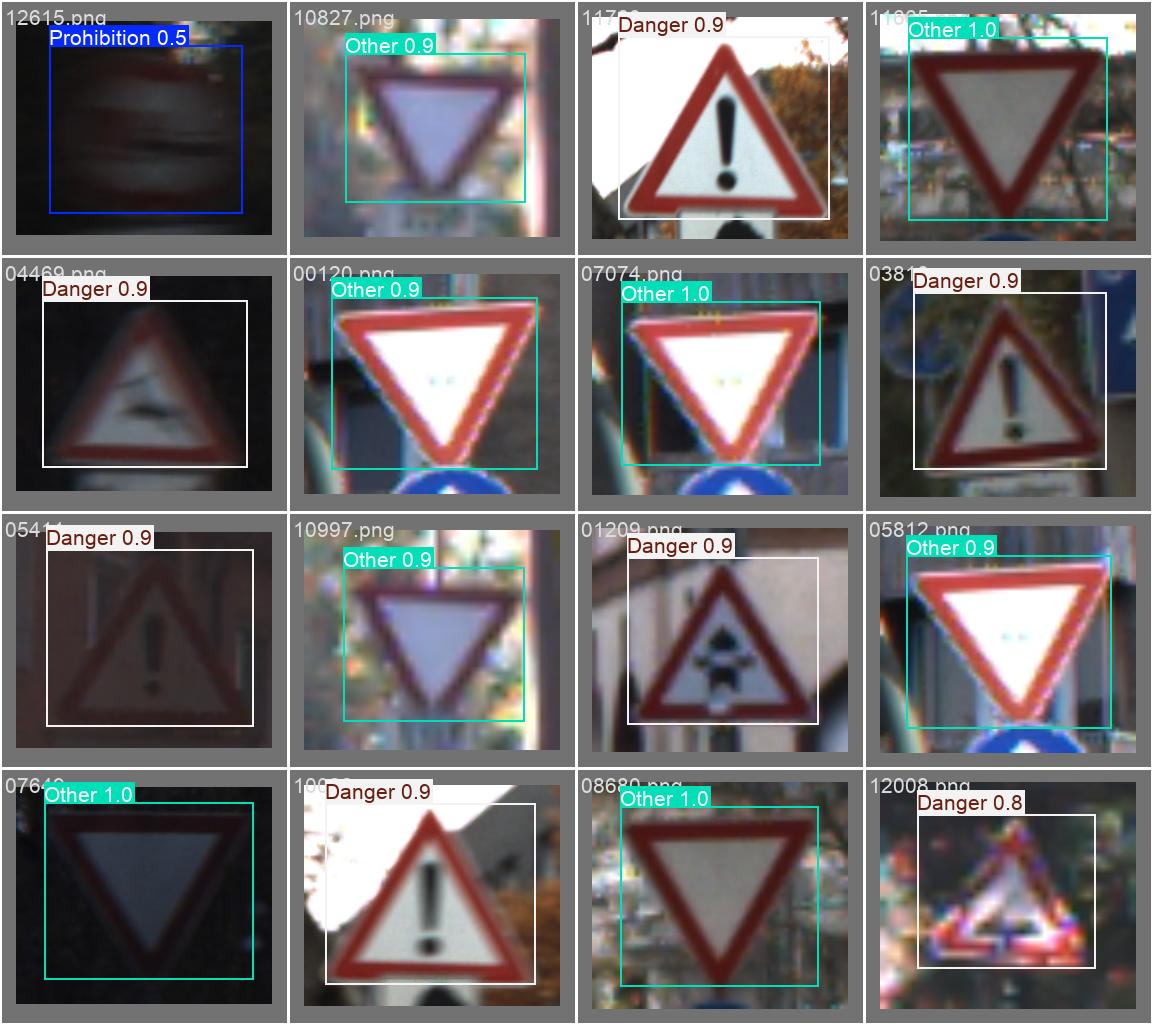 12615.png
Prohibition 0.5
10827.png
Other 0.9
Danger 0.9
Other 1.0
04469.png
Danger 0.9
00120.png
Other 0.9
07074.png
Other 1.0
Danger 0.9
Danger 0.9
10997.png
Other 0.9
01209.png
Danger 0.9
05812.png
Other 0.9
Other 1.0
Danger 0.9
08680.png
Other 1.0
12008.png
Danger 0.8